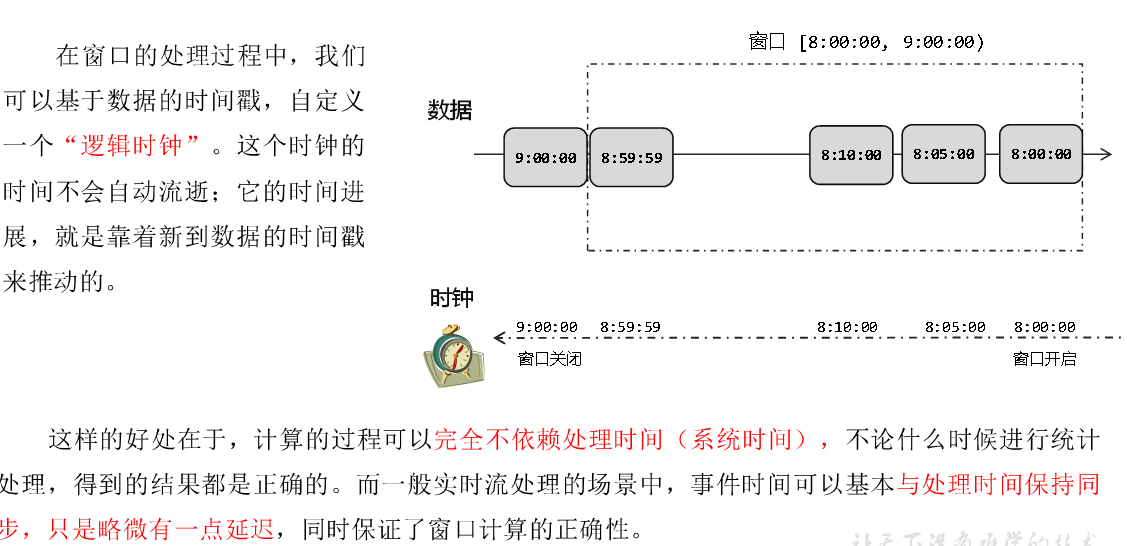 在窗口的处理过程中，我们
可以基于数据的时间戳，自定义
一个“逻辑时钟”。这个时钟的
时间不会自动流逝；它的时间进
展，就是靠着新到数据的时间戳
来推动的。
窗口 [8:00:00, 9:00:00)
数据
9:00:00 8:59:59 8:10:00 8:05:00 8:00:00
时钟
9:00:00 8:59:59 8:10:00 8:05:00 8:00:00
窗口关闭 窗口开启
这样的好处在于，计算的过程可以完全不依赖处理时间（系统时间），不论什么时候进行统计
处理，得到的结果都是正确的。而一般实时流处理的场景中，事件时间可以基本与处理时间保持同
步，只是略微有一点延迟，同时保证了窗口计算的正确性。